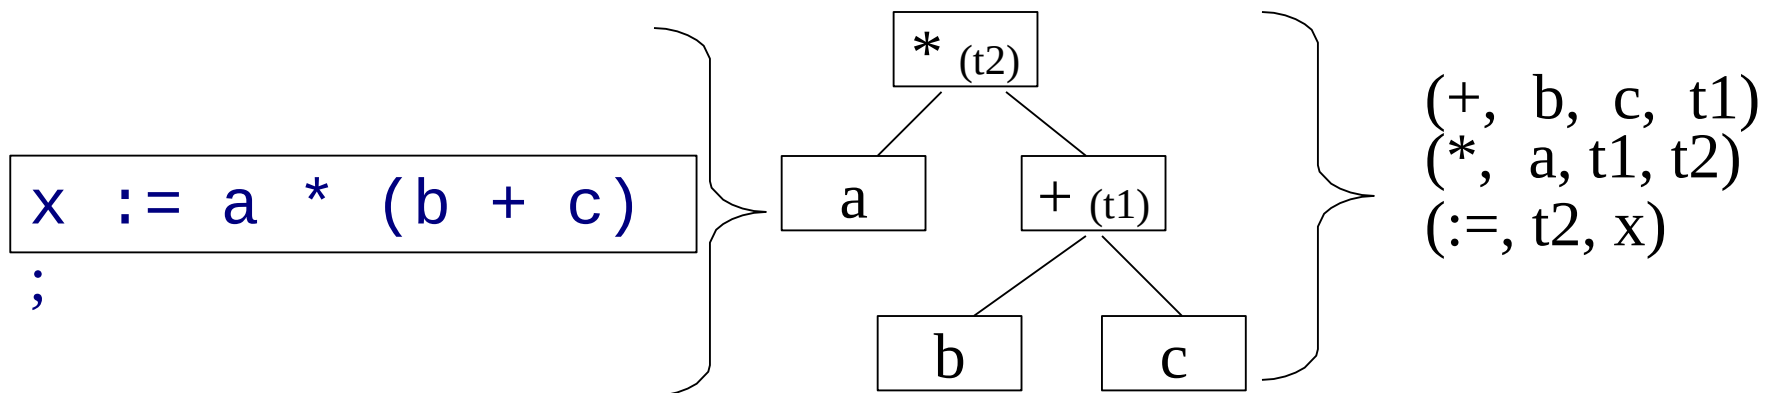 x := a * (b + c)
;
* (t2)
a
+ (t1)
b
c
(+, b, c, t1)
(*, a, t1, t2)
(:=, t2, x)